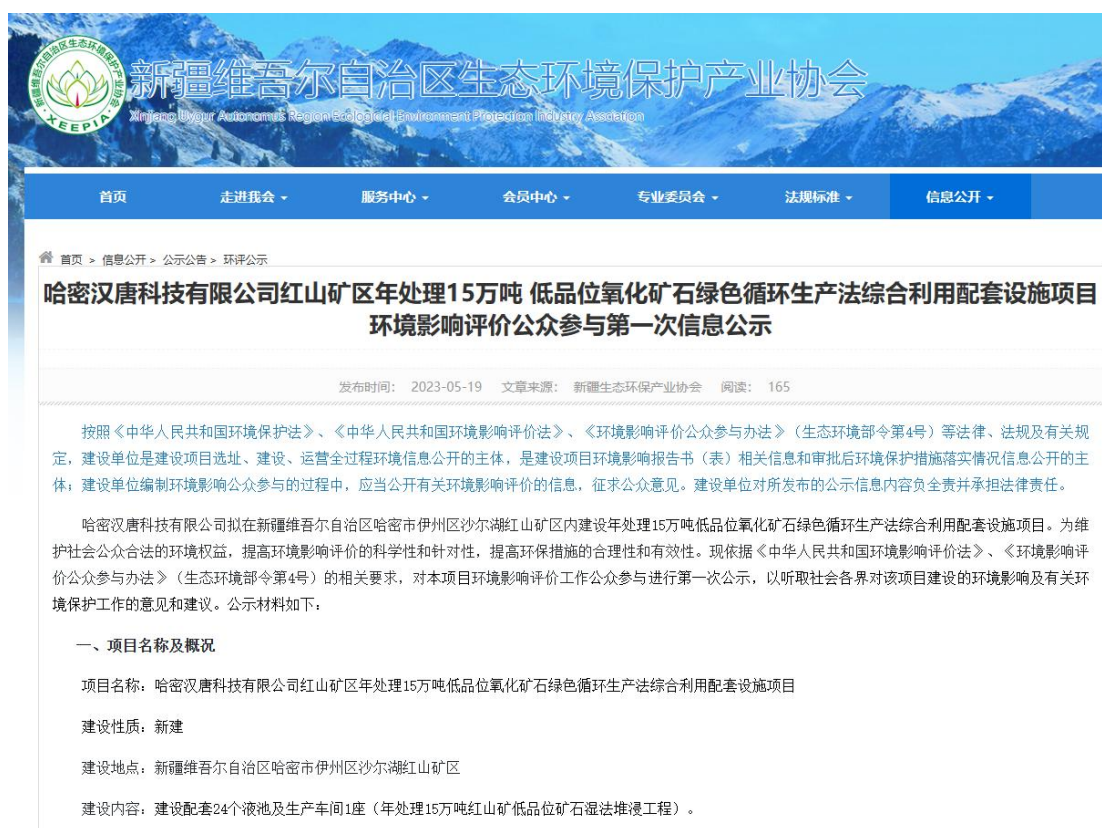 新疆维吾尔自治区生态环境保护产业协会
Xinjiang Uygur Autonomus Region Ecologicial Environment Protection Industry Assoiation
新疆维吾尔自治区生态环境保护产业协会
XEEPIA
首页 走进我会 服务中心 会员中心 专业委员会 法规标准 信息公开
首页 > 信息公开 > 公示公告 > 环评公示
哈密汉唐科技有限公司红山矿区年处理15万吨 低品位氧化矿石绿色循环生产法综合利用配套设施项目
环境影响评价公众参与第一次信息公示
发布时间: 2023-05-19 文章来源: 新疆生态环保产业协会 阅读: 165
按照《中华人民共和国环境保护法》、《中华人民共和国环境影响评价法》、《环境影响评价公众参与办法》（生态环境部令第4号）等法律、法规及有关规
定，建设单位是建设项目选址、建设、运营全过程环境信息公开的主体，是建设项目环境影响报告书（表）相关信息和审批后环境保护措施落实情况信息公开的主
体；建设单位编制环境影响公众参与的过程中，应当公开有关环境影响评价的信息，征求公众意见。建设单位对所发布的公示信息内容负全责并承担法律责任。
哈密汉唐科技有限公司拟在新疆维吾尔自治区哈密市伊州区沙尔湖红山矿区内建设年处理15万吨低品位氧化矿石绿色循环生产法综合利用配套设施项目。为维
护社会公众合法的环境权益，提高环境影响评价的科学性和针对性，提高环保措施的合理性和有效性。现依据《中华人民共和国环境影响评价法》、《环境影响评
价公众参与办法》（生态环境部令第4号）的相关要求，对本项目环境影响评价工作公众参与进行第一次公示，以听取社会各界对该项目建设的环境影响及有关环
境保护工作的意见和建议。公示材料如下：
一、项目名称及概况
项目名称：哈密汉唐科技有限公司红山矿区年处理15万吨低品位氧化矿石绿色循环生产法综合利用配套设施项目
建设性质：新建
建设地点：新疆维吾尔自治区哈密市伊州区沙尔湖红山矿区
建设内容：建设配套24个液池及生产车间1座（年处理15万吨红山矿低品位矿石湿法堆浸工程）。